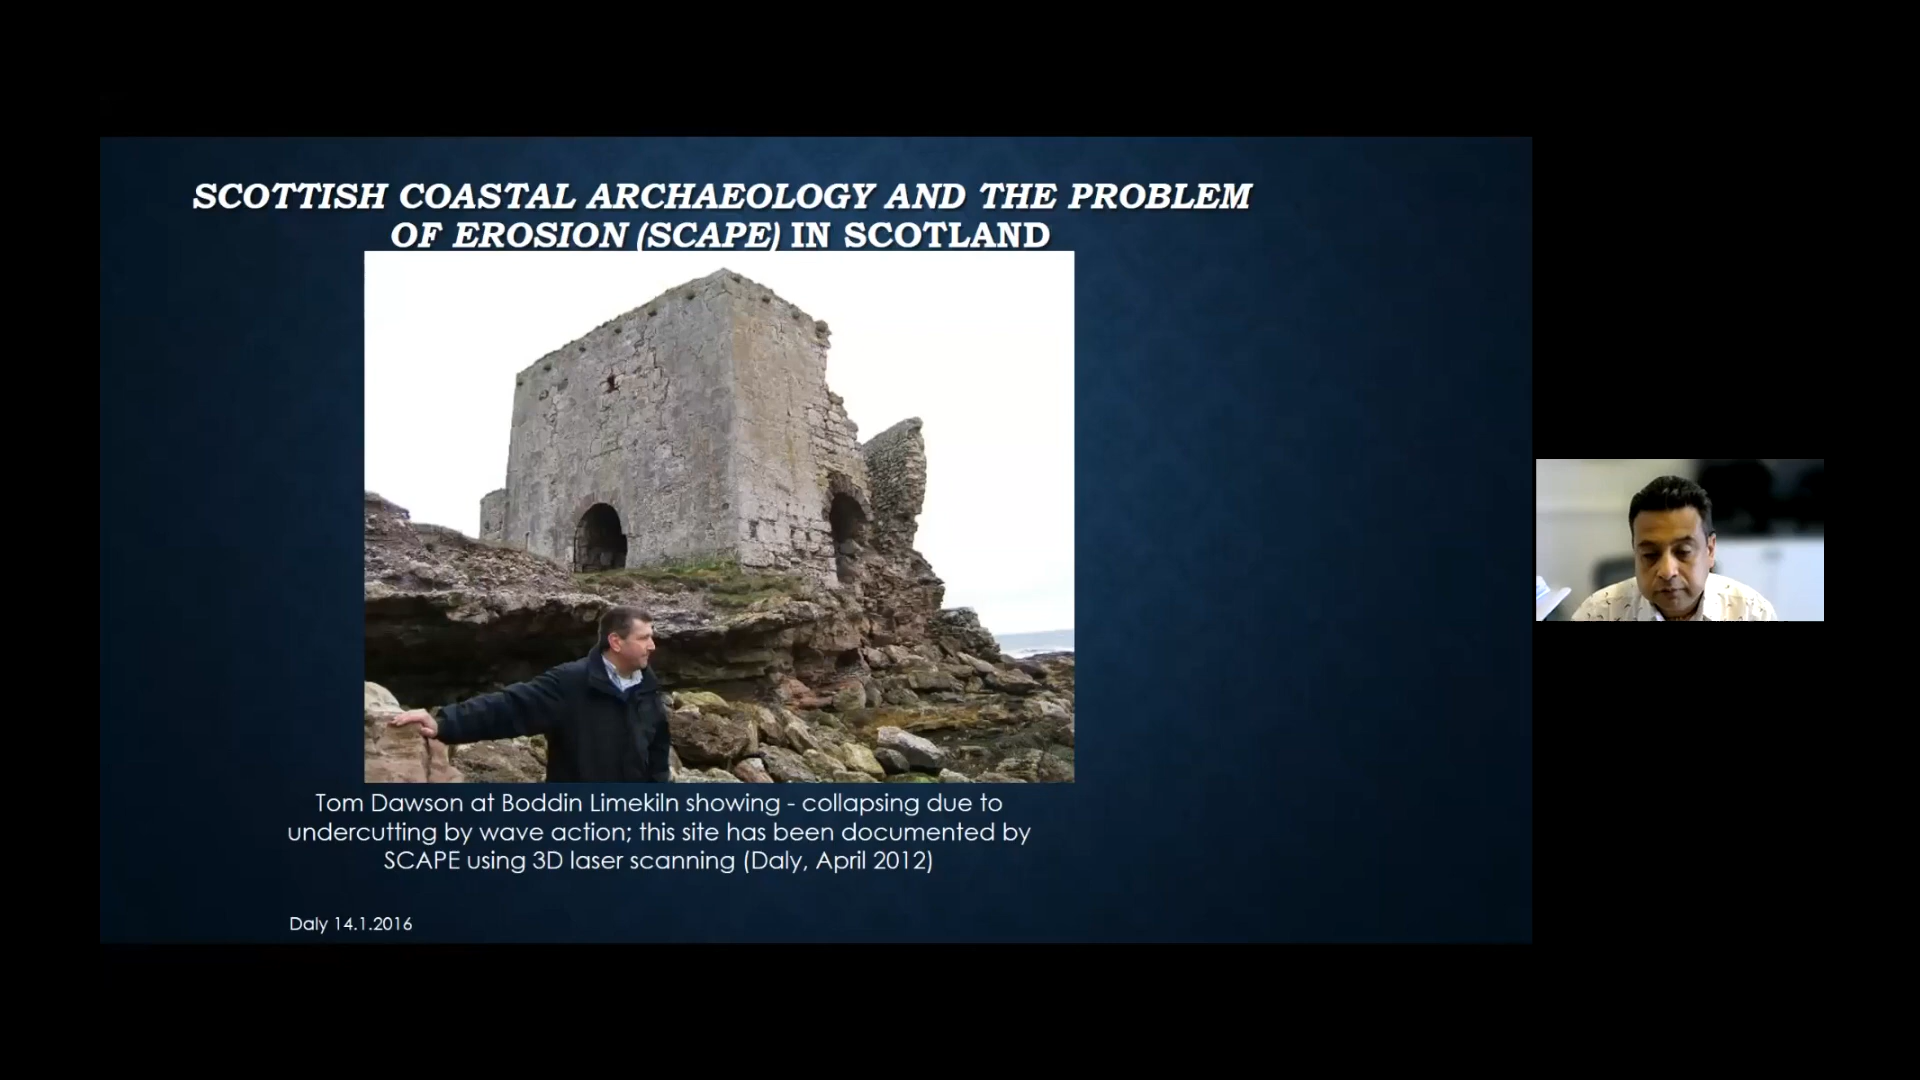 SCOTTISH COASTAL ARCHAEOLOGY AND THE PROBLEM
OF EROSION (SCAPE) IN SCOTLAND
Tom Dawson at Boddin Limekiln showing - collapsing due to
undercutting by wave action; this site has been documented by
SCAPE using 3D laser scanning (Daly, April 2012)
Daly 14.1.2016